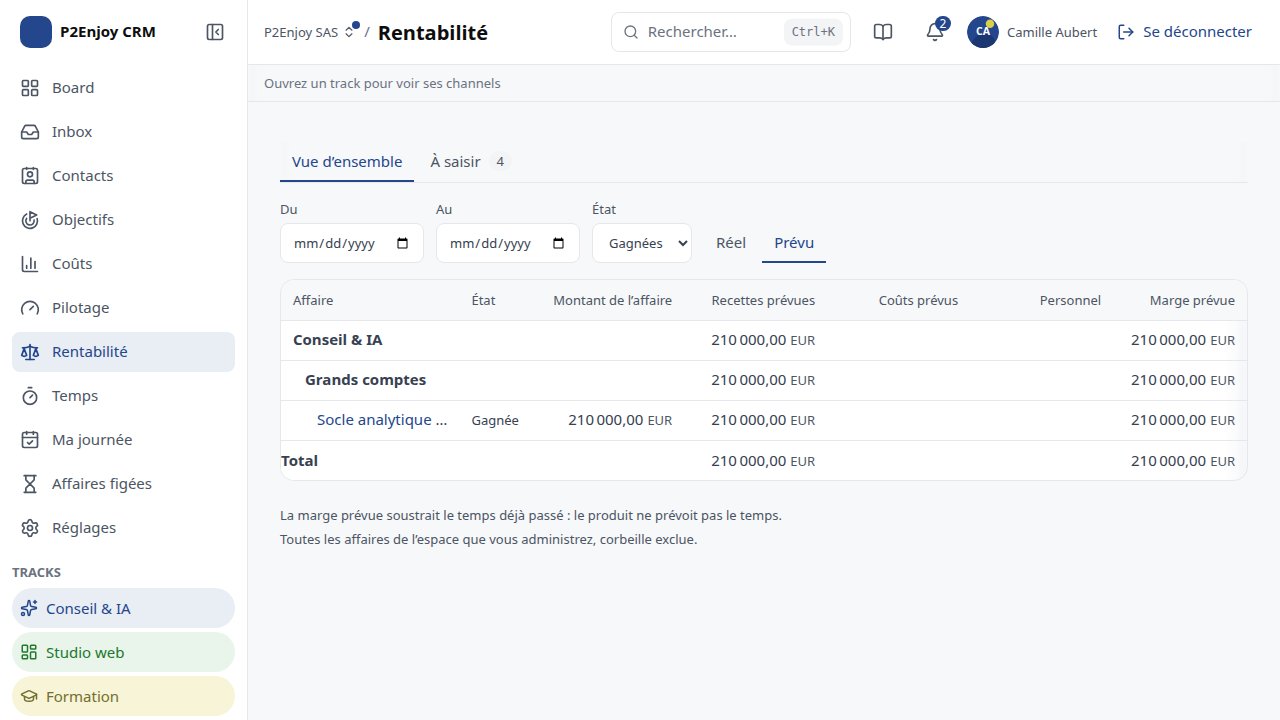 P2Enjoy CRM
P2Enjoy SAS / Rentabilité
Rechercher... Ctrl+K
2
CA Camille Aubert
Se déconnecter
Ouvrez un track pour voir ses channels
Board
Inbox
Contacts
Objectifs
Coûts
Pilotage
Rentabilité
Temps
Ma journée
Affaires figées
Réglages
TRACKS
Conseil & IA
Studio web
Formation
Vue d'ensemble À saisir 4
Du Au État
mm/dd/yyyy mm/dd/yyyy Gagnées Réel Prévu
Affaire État Montant de l'affaire Recettes prévues Coûts prévus Personnel Marge prévue
Conseil & IA 210 000,00 EUR 210 000,00 EUR
Grands comptes 210 000,00 EUR 210 000,00 EUR
Socle analytique ... Gagnée 210 000,00 EUR 210 000,00 EUR 210 000,00 EUR
Total 210 000,00 EUR 210 000,00 EUR
La marge prévue soustrait le temps déjà passé : le produit ne prévoit pas le temps.
Toutes les affaires de l'espace que vous administrez, corbeille exclue.